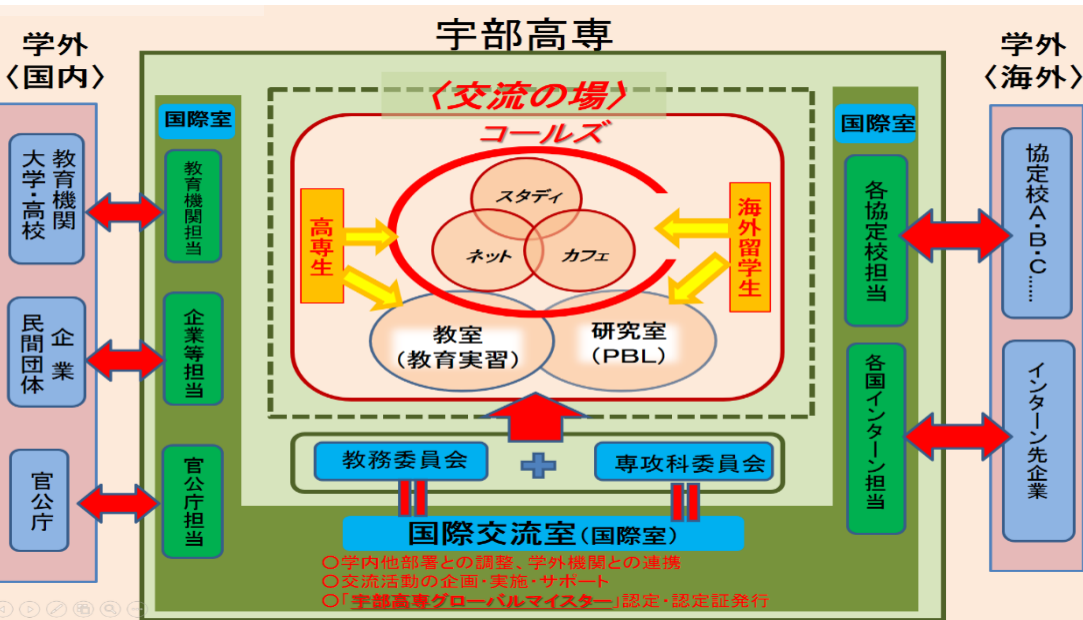 宇部高専
学外
〈国内〉
教育機関
大学・高校
企業
民間団体
官公庁
国際室
教育機関担当
企業等担当
官公庁担当
〈交流の場〉
コールズ
スタディ
ネット
カフェ
高専生
海外留学生
教室
(教育実習)
研究室
(PBL)
教務委員会
専攻科委員会
国際交流室(国際室)
〇学内他部署との調整、学外機関との連携
〇交流活動の企画・実施・サポート
〇「宇部高専グローバルマイスター」認定・認定証発行
国際室
各協定校担当
各国インターン担当
学外
〈海外〉
協定校A・B・C……
インターン先企業